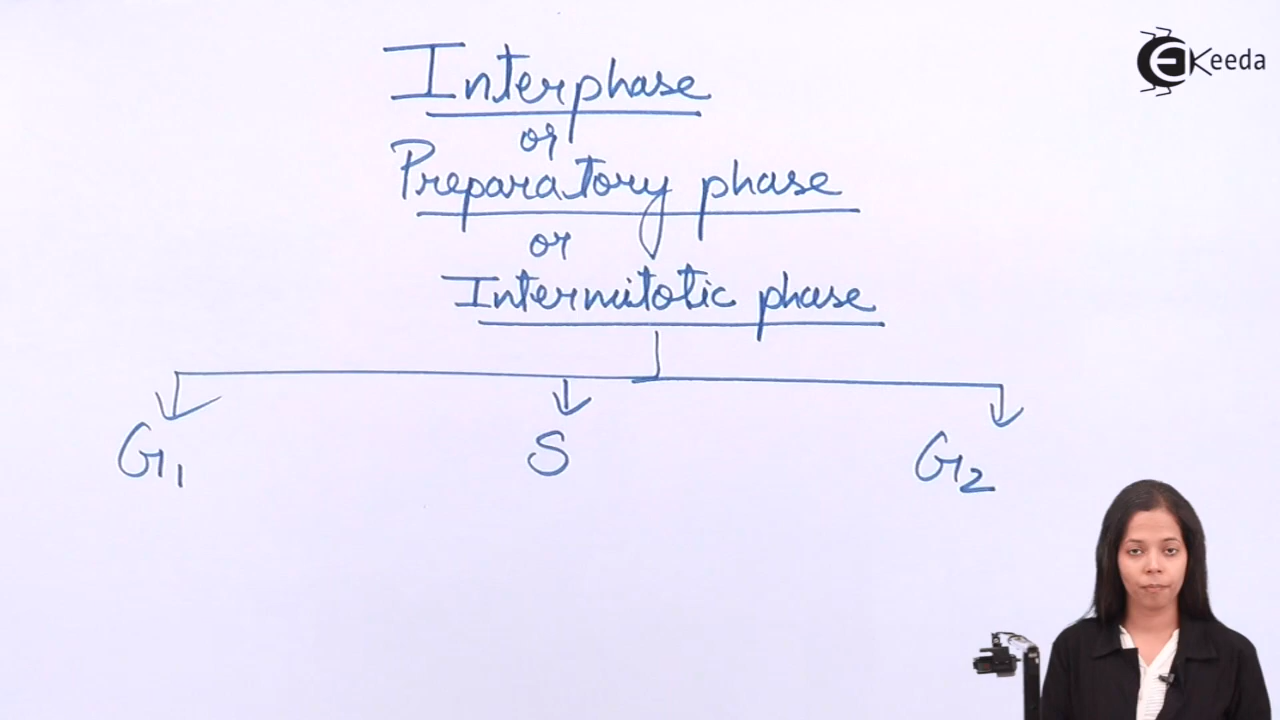 Interphase
or
Preparatory phase
or
Intermitotic phase
G1 S G2
EKeeda